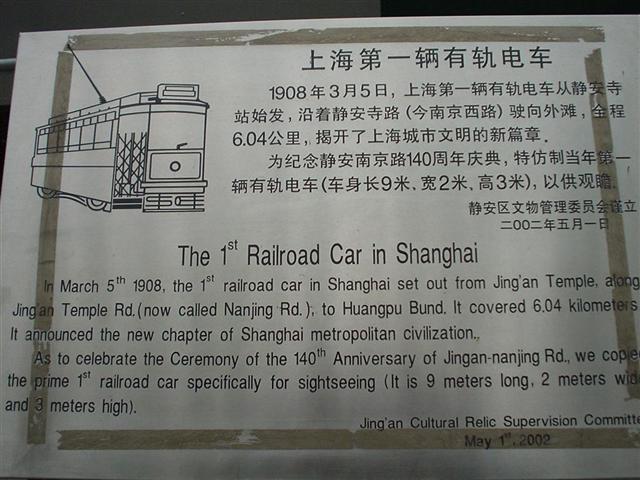 上海第一辆有轨电车
1908年3月5日，上海第一辆有轨电车从静安寺
站始发，沿着静安寺路（今南京西路）驶向外滩，全程
6.04公里，揭开了上海城市文明的新篇章．
为纪念静安南京路140周年庆典，特仿制当年第一
辆有轨电车（车身长9米、宽2米、高3米），以供观瞻．
静安区文物管理委员会谨立
二OO二年五月一日
The 1st Railroad Car in Shanghai
In March 5th 1908, the 1st railroad car in Shanghai set out from Jing'an Temple, along
Jing'an Temple Rd.(now called Nanjing Rd.), to Huangpu Bund. It covered 6.04 kilometers.
It announced the new chapter of Shanghai metropolitan civilization.
As to celebrate the Ceremony of the 140th Anniversary of Jingan-nanjing Rd., we copied
the prime 1st railroad car specifically for sightseeing (It is 9 meters long, 2 meters wide
and 3 meters high).
Jing'an Cultural Relic Supervision Committe
May 1st, 2002